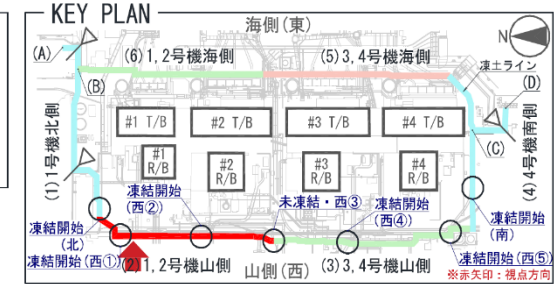 KEY PLAN
海側(東)
N
(A)
(6)1,2号機海側
(5)3,4号機海側
凍土ライン
(B)
(D)
(1)1号機北側
#1 T/B
#2 T/B
#3 T/B
#4 T/B
(C)
(4)4号機南側
#1
R/B
#2
R/B
#3
R/B
#4
R/B
凍結開始
(西②)
未凍結・西③
凍結開始
(西④)
凍結開始
(北)
凍結開始
(南)
凍結開始(西①)
(2)1,2号機山側
山側(西)
(3)3,4号機山側
凍結開始(西⑤)
※赤矢印:視点方向